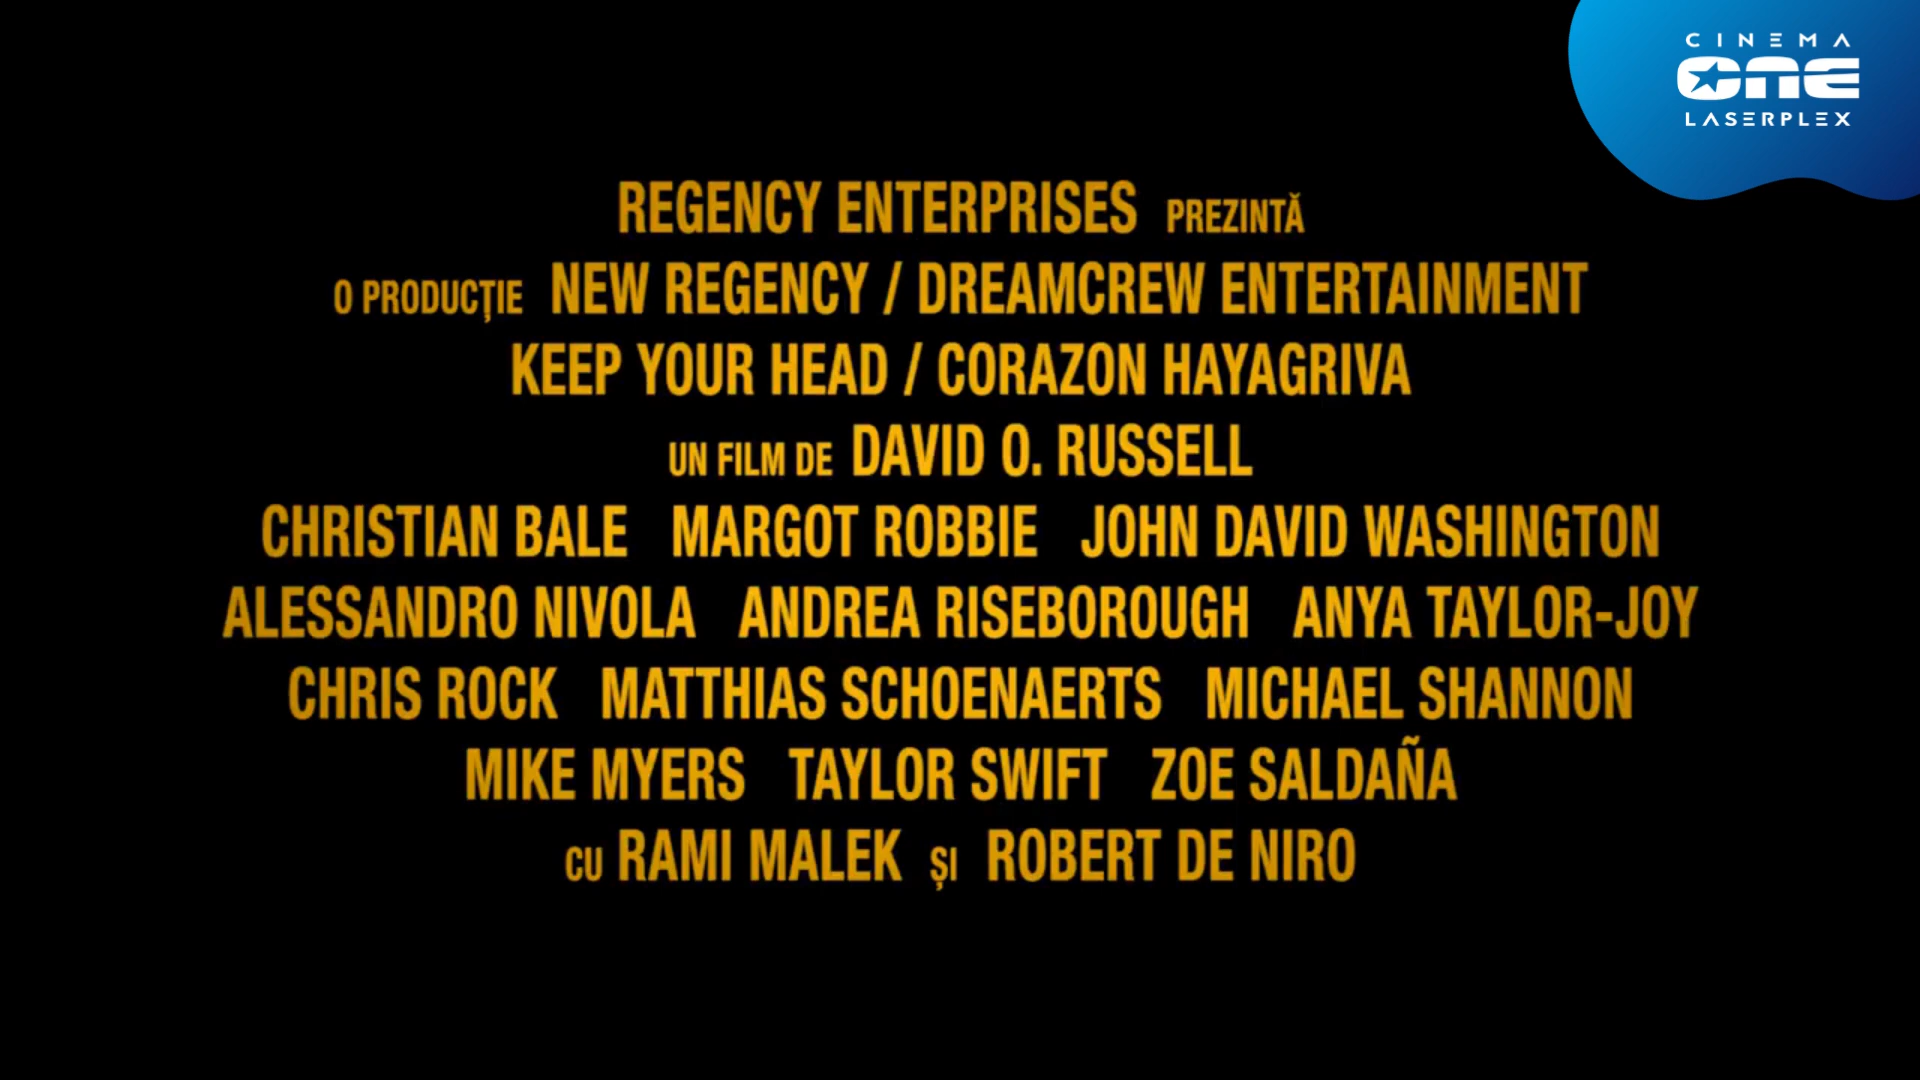 CINEMA
ONE
LASERPLEX
REGENCY ENTERPRISES PREZINTĂ
O PRODUCȚIE NEW REGENCY / DREAMCREW ENTERTAINMENT
KEEP YOUR HEAD / CORAZON HAYAGRIVA
UN FILM DE DAVID O. RUSSELL
CHRISTIAN BALE MARGOT ROBBIE JOHN DAVID WASHINGTON
ALESSANDRO NIVOLA ANDREA RISEBOROUGH ANYA TAYLOR-JOY
CHRIS ROCK MATTHIAS SCHOENAERTS MICHAEL SHANNON
MIKE MYERS TAYLOR SWIFT ZOE SALDAÑA
CU RAMI MALEK ȘI ROBERT DE NIRO